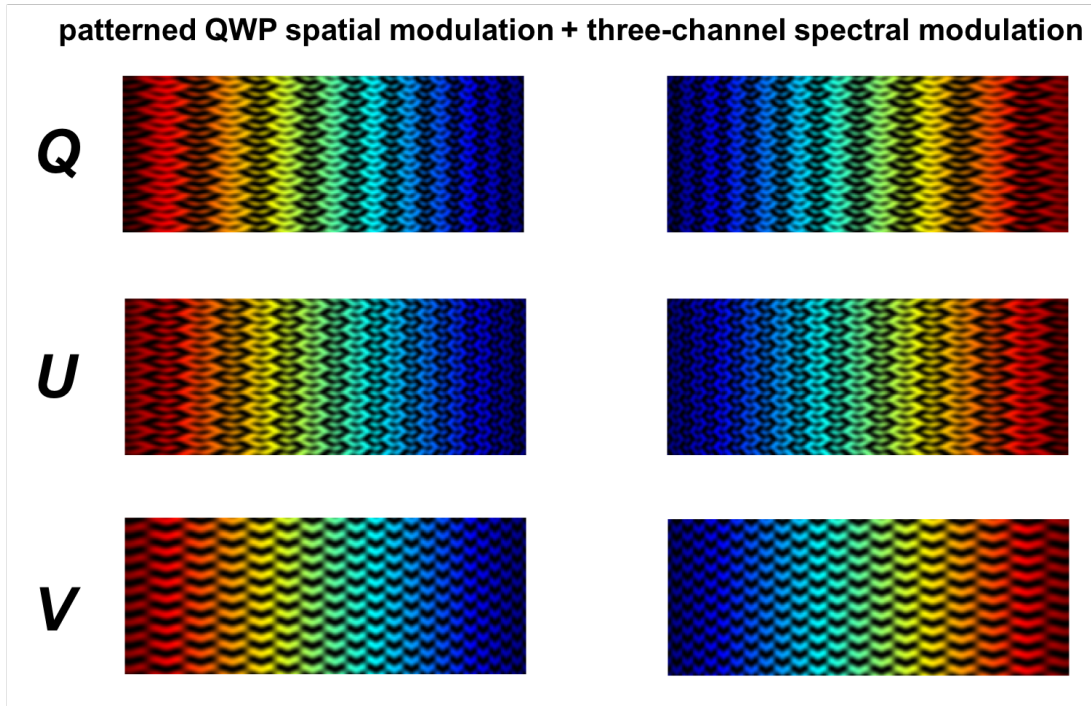 patterned QWP spatial modulation + three-channel spectral modulation
Q
U
V